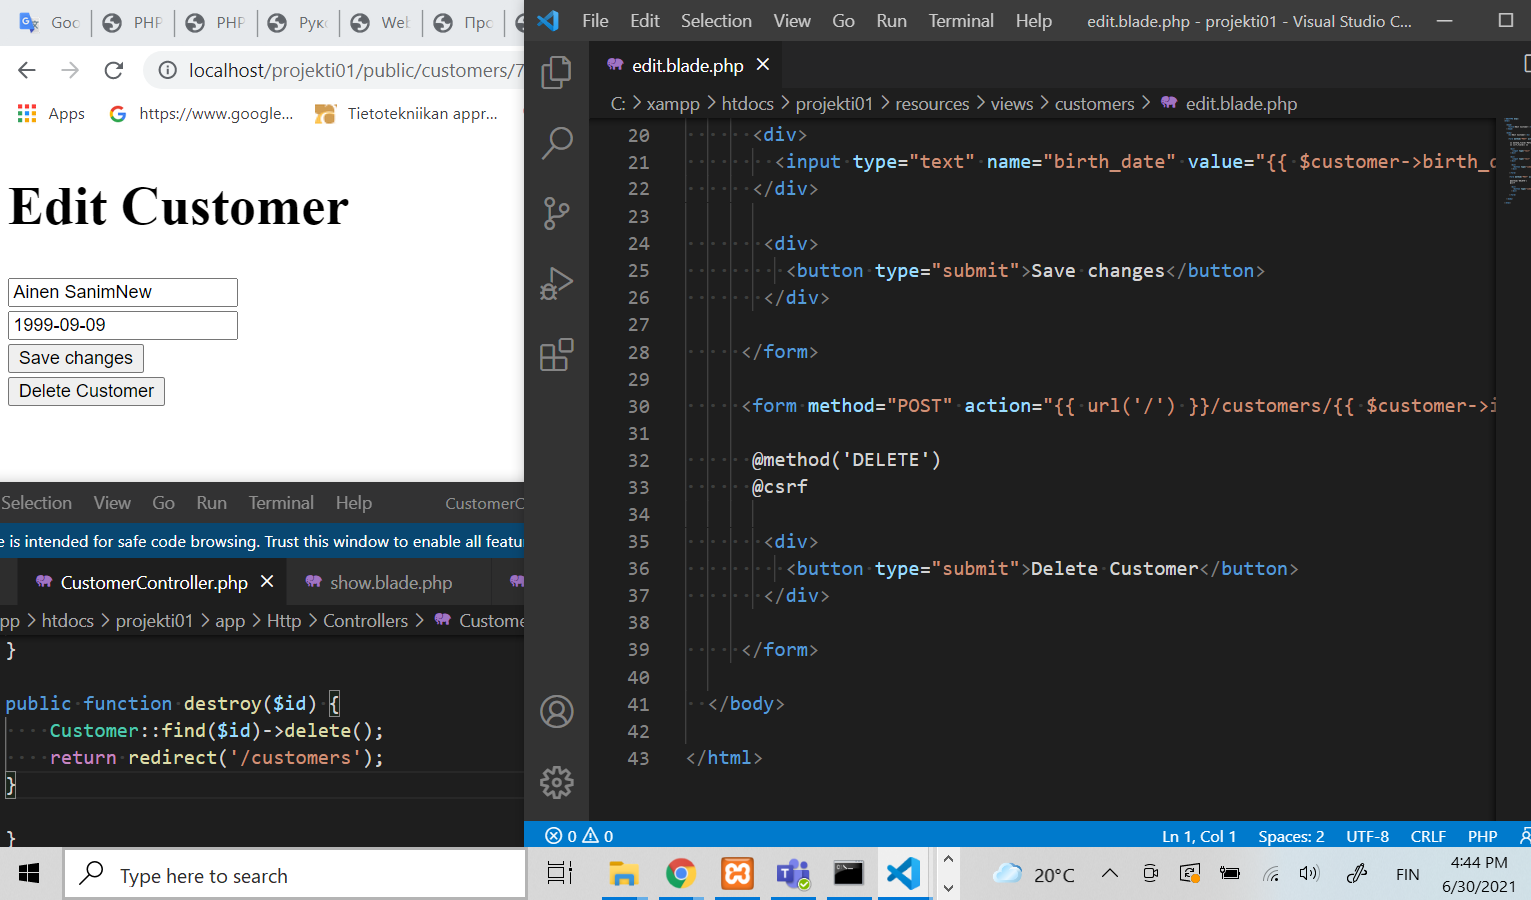 Goo PHP PHP Рукс Web Про
localhost/projekti01/public/customers/7
Apps https://www.google... Tietotekniikan appr...
Edit Customer
Ainen SanimNew
1999-09-09
Save changes
Delete Customer
Selection View Go Run Terminal Help CustomerC
e is intended for safe code browsing. Trust this window to enable all featu
CustomerController.php show.blade.php
pp > htdocs > projekti01 > app > Http > Controllers > Custome
}
public function destroy($id) {
Customer::find($id)->delete();
return redirect('/customers');
}
}
File Edit Selection View Go Run Terminal Help edit.blade.php - projekti01 - Visual Studio C...
edit.blade.php
C: > xampp > htdocs > projekti01 > resources > views > customers > edit.blade.php
20 <div>
21 <input type="text" name="birth_date" value="{{ $customer->birth_d
22 </div>
23
24 <div>
25 <button type="submit">Save changes</button>
26 </div>
27
28 </form>
29
30 <form method="POST" action="{{ url('/') }}/customers/{{ $customer->i
31
32 @method('DELETE')
33 @csrf
34
35 <div>
36 <button type="submit">Delete Customer</button>
37 </div>
38
39 </form>
40
41 </body>
42
43 </html>
0 0 Ln 1, Col 1 Spaces: 2 UTF-8 CRLF PHP
Type here to search
20°C FIN
4:44 PM
6/30/2021